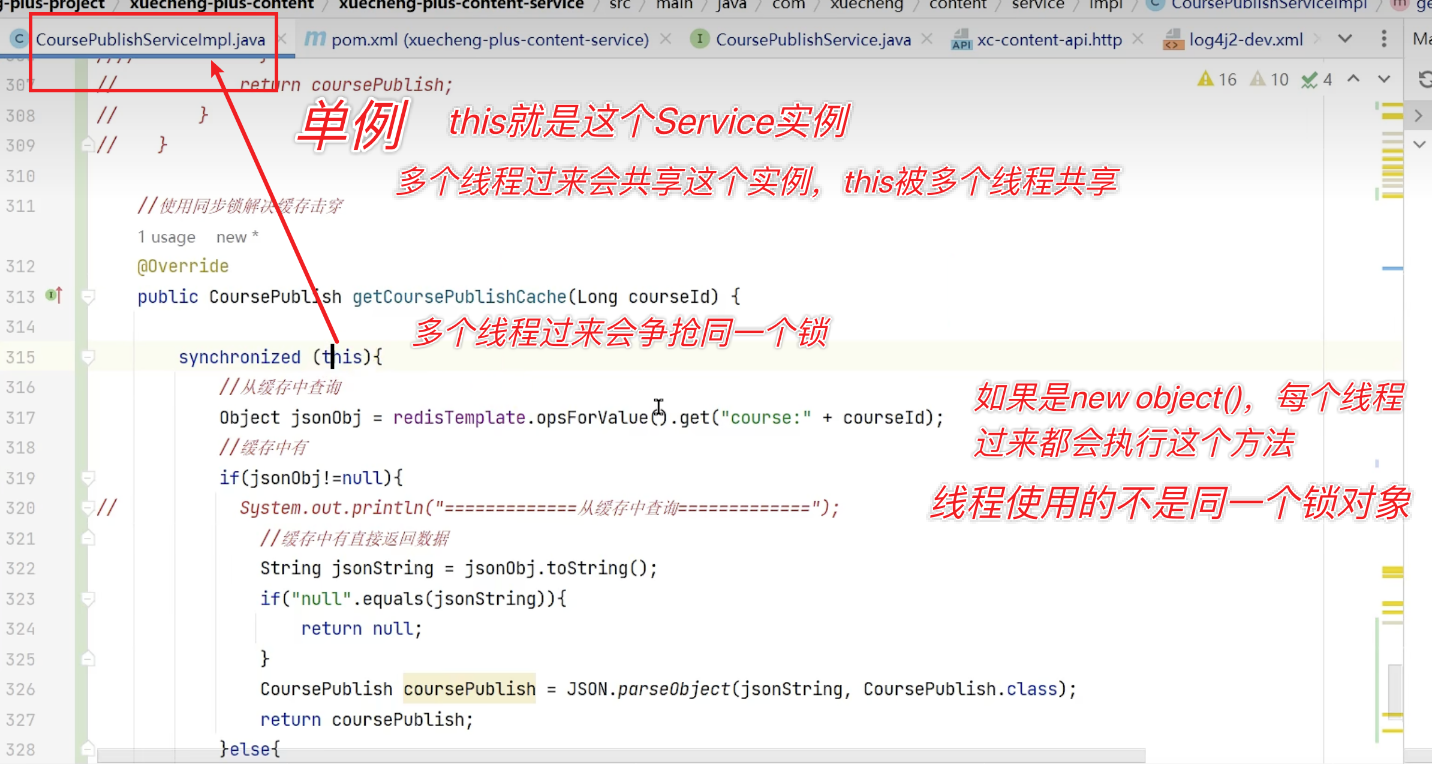 g-plus-project / xuecheng-plus-content / xuecheng-plus-content-service / src / main / java / com / xuecheng / content / service / impl / CoursePublishServiceImpl /
CoursePublishServiceImpl.java × pom.xml (xuecheng-plus-content-service) × CoursePublishService.java × xc-content-api.http × log4j2-dev.xml Ma
//// }
307 // return coursePublish; 16 10 4
308 // }
单例 this就是这个Service实例
309 // }
310
多个线程过来会共享这个实例，this被多个线程共享
311 //使用同步锁解决缓存击穿
1 usage new *
312 @Override
313 public CoursePublish getCoursePublishCache(Long courseId) {
314
多个线程过来会争抢同一个锁
315 synchronized (this){
316 //从缓存中查询
如果是new object()，每个线程
过来都会执行这个方法
317 Object jsonObj = redisTemplate.opsForValue().get("course:" + courseId);
318 //缓存中有
319 if(jsonObj!=null){
线程使用的不是同一个锁对象
320 // System.out.println("=============从缓存中查询=============");
321 //缓存中有直接返回数据
322 String jsonString = jsonObj.toString();
323 if("null".equals(jsonString)){
324 return null;
325 }
326 CoursePublish coursePublish = JSON.parseObject(jsonString, CoursePublish.class);
327 return coursePublish;
328 }else{